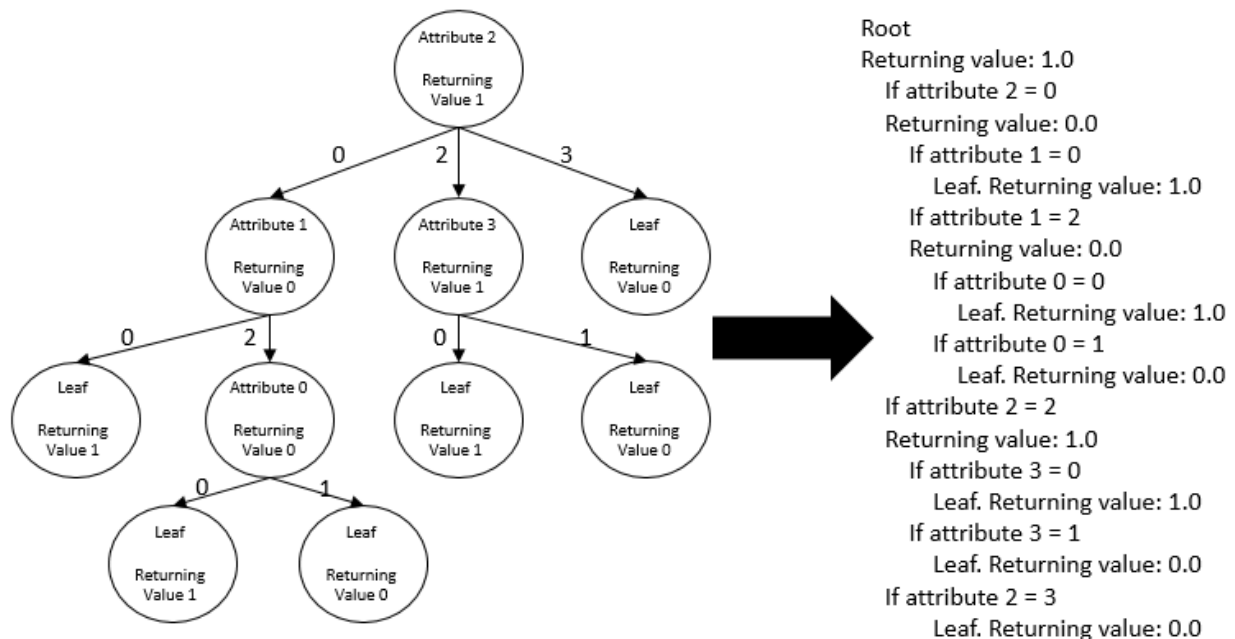 Attribute 2
Returning
Value 1
0
2
3
Attribute 1
Returning
Value 0
Attribute 3
Returning
Value 1
Leaf
Returning
Value 0
0
2
0
1
Leaf
Returning
Value 1
Attribute 0
Returning
Value 0
Leaf
Returning
Value 1
Leaf
Returning
Value 0
0
1
Leaf
Returning
Value 1
Leaf
Returning
Value 0
Root
Returning value: 1.0
If attribute 2 = 0
Returning value: 0.0
If attribute 1 = 0
Leaf. Returning value: 1.0
If attribute 1 = 2
Returning value: 0.0
If attribute 0 = 0
Leaf. Returning value: 1.0
If attribute 0 = 1
Leaf. Returning value: 0.0
If attribute 2 = 2
Returning value: 1.0
If attribute 3 = 0
Leaf. Returning value: 1.0
If attribute 3 = 1
Leaf. Returning value: 0.0
If attribute 2 = 3
Leaf. Returning value: 0.0